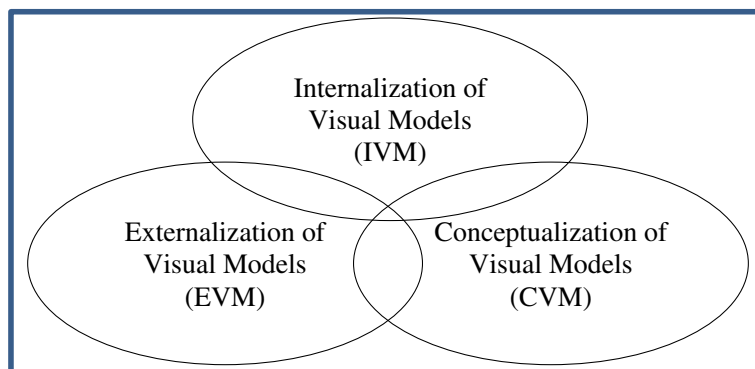 Internalization of
Visual Models
(IVM)
Externalization of
Visual Models
(EVM)
Conceptualization of
Visual Models
(CVM)